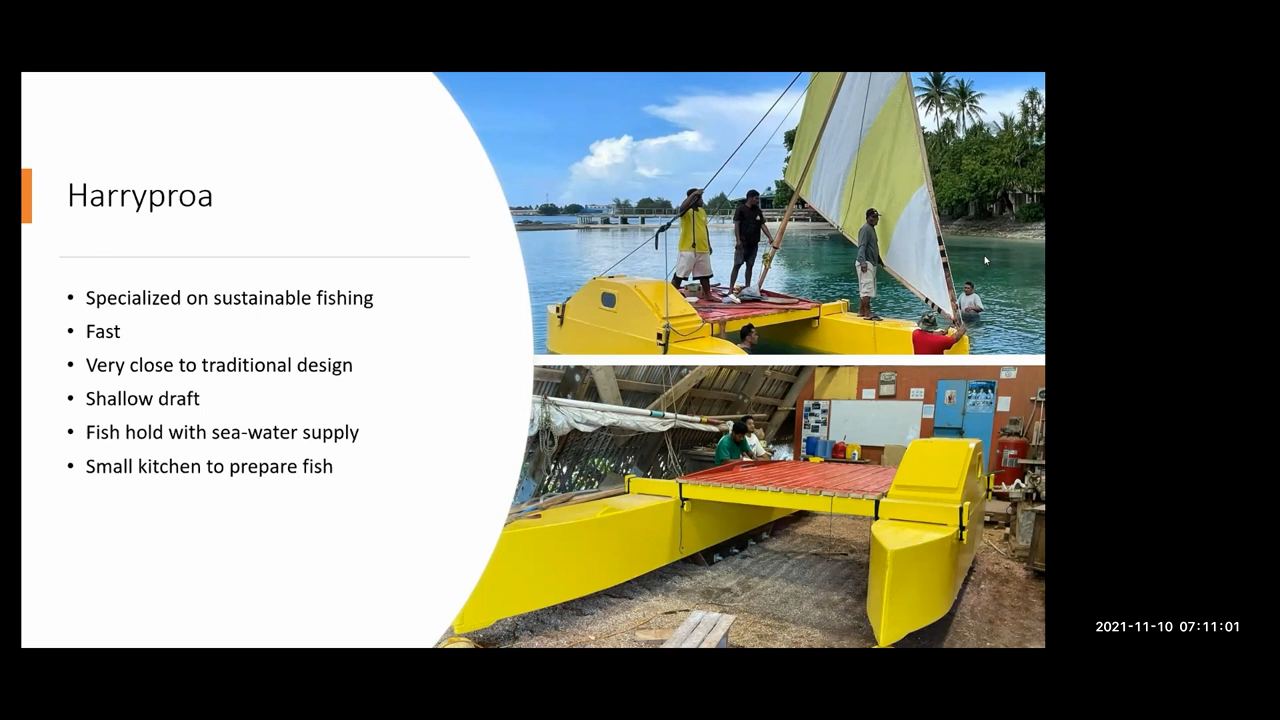 Harryproa
• Specialized on sustainable fishing
• Fast
• Very close to traditional design
• Shallow draft
• Fish hold with sea-water supply
• Small kitchen to prepare fish
2021-11-10 07:11:01